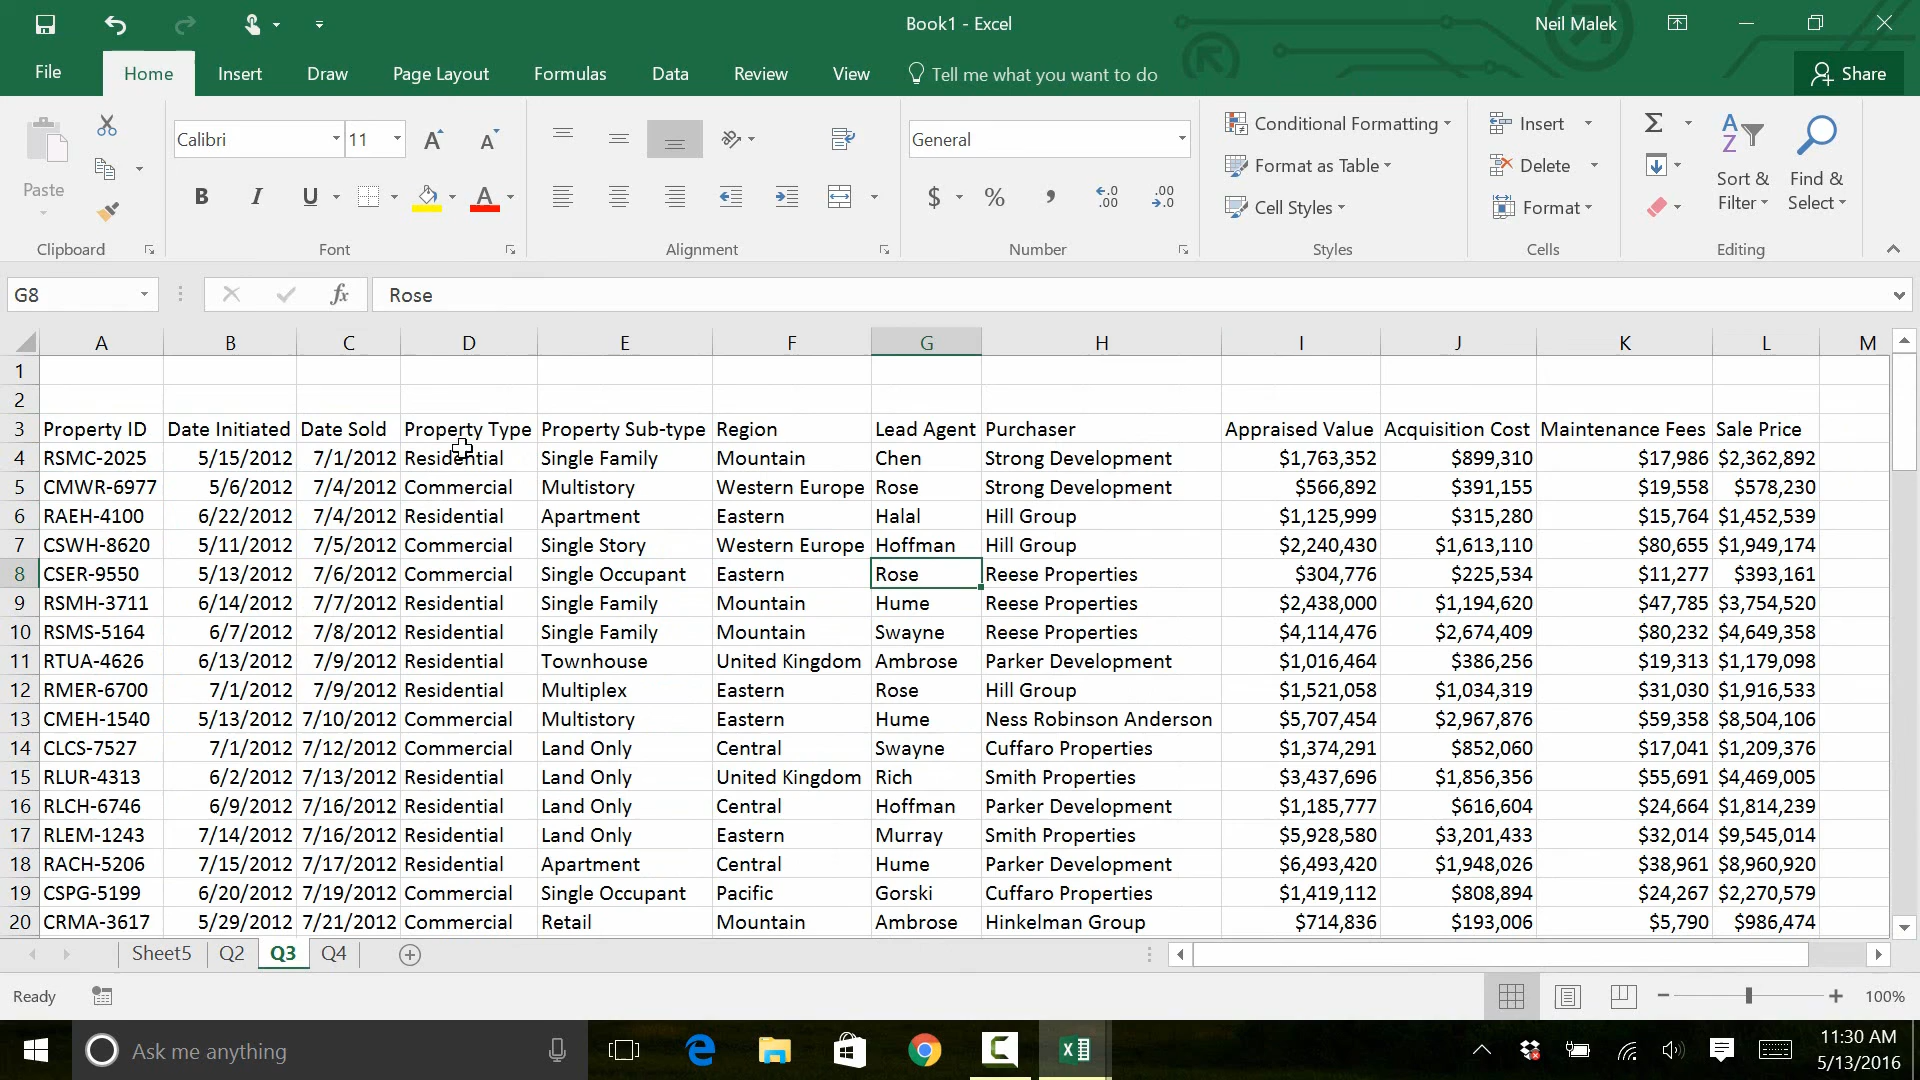 Book1 - Excel
Neil Malek
File Home Insert Draw Page Layout Formulas Data Review View Tell me what you want to do Share
Paste
Calibri 11
B I U A
General
$ % , .0 .00 .00 .0
Conditional Formatting
Format as Table
Cell Styles
Insert
Delete
Format
Sort & Filter
Find & Select
Clipboard Font Alignment Number Styles Cells Editing
G8 fx Rose
A B C D E F G H I J K L M
1
2
3 Property ID Date Initiated Date Sold Property Type Property Sub-type Region Lead Agent Purchaser Appraised Value Acquisition Cost Maintenance Fees Sale Price
4 RSMC-2025 5/15/2012 7/1/2012 Residential Single Family Mountain Chen Strong Development $1,763,352 $899,310 $17,986 $2,362,892
5 CMWR-6977 5/6/2012 7/4/2012 Commercial Multistory Western Europe Rose Strong Development $566,892 $391,155 $19,558 $578,230
6 RAEH-4100 6/22/2012 7/4/2012 Residential Apartment Eastern Halal Hill Group $1,125,999 $315,280 $15,764 $1,452,539
7 CSWH-8620 5/11/2012 7/5/2012 Commercial Single Story Western Europe Hoffman Hill Group $2,240,430 $1,613,110 $80,655 $1,949,174
8 CSER-9550 5/13/2012 7/6/2012 Commercial Single Occupant Eastern Rose Reese Properties $304,776 $225,534 $11,277 $393,161
9 RSMH-3711 6/14/2012 7/7/2012 Residential Single Family Mountain Hume Reese Properties $2,438,000 $1,194,620 $47,785 $3,754,520
10 RSMS-5164 6/7/2012 7/8/2012 Residential Single Family Mountain Swayne Reese Properties $4,114,476 $2,674,409 $80,232 $4,649,358
11 RTUA-4626 6/13/2012 7/9/2012 Residential Townhouse United Kingdom Ambrose Parker Development $1,016,464 $386,256 $19,313 $1,179,098
12 RMER-6700 7/1/2012 7/9/2012 Residential Multiplex Eastern Rose Hill Group $1,521,058 $1,034,319 $31,030 $1,916,533
13 CMEH-1540 5/13/2012 7/10/2012 Commercial Multistory Eastern Hume Ness Robinson Anderson $5,707,454 $2,967,876 $59,358 $8,504,106
14 CLCS-7527 7/1/2012 7/12/2012 Commercial Land Only Central Swayne Cuffaro Properties $1,374,291 $852,060 $17,041 $1,209,376
15 RLUR-4313 6/2/2012 7/13/2012 Residential Land Only United Kingdom Rich Smith Properties $3,437,696 $1,856,356 $55,691 $4,469,005
16 RLCH-6746 6/9/2012 7/16/2012 Residential Land Only Central Hoffman Parker Development $1,185,777 $616,604 $24,664 $1,814,239
17 RLEM-1243 7/14/2012 7/16/2012 Residential Land Only Eastern Murray Smith Properties $5,928,580 $3,201,433 $32,014 $9,545,014
18 RACH-5206 7/15/2012 7/17/2012 Residential Apartment Central Hume Parker Development $6,493,420 $1,948,026 $38,961 $8,960,920
19 CSPG-5199 6/20/2012 7/19/2012 Commercial Single Occupant Pacific Gorski Cuffaro Properties $1,419,112 $808,894 $24,267 $2,270,579
20 CRMA-3617 5/29/2012 7/21/2012 Commercial Retail Mountain Ambrose Hinkelman Group $714,836 $193,006 $5,790 $986,474
Sheet5 Q2 Q3 Q4
Ready 100%
Ask me anything
11:30 AM
5/13/2016